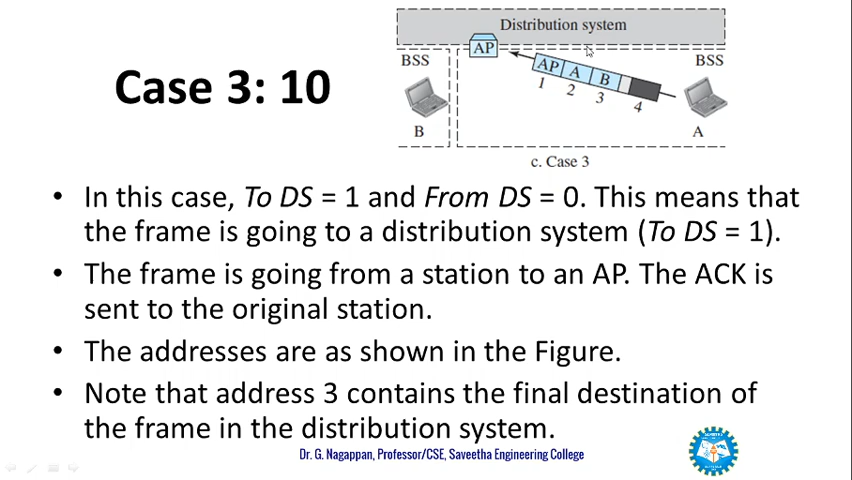 Distribution system
AP
BSS
BSS
AP A B
1 2 3 4
B
A
c. Case 3
Case 3: 10
• In this case, To DS = 1 and From DS = 0. This means that
the frame is going to a distribution system (To DS = 1).
• The frame is going from a station to an AP. The ACK is
sent to the original station.
• The addresses are as shown in the Figure.
• Note that address 3 contains the final destination of
the frame in the distribution system.
Dr. G. Nagappan, Professor/CSE, Saveetha Engineering College